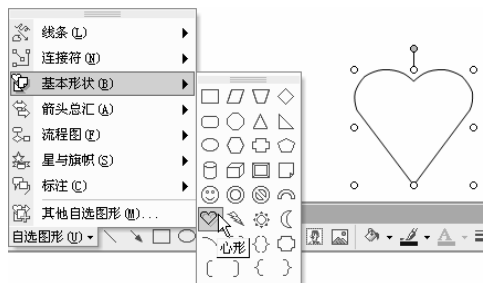 线条(L)
连接符(N)
基本形状(B)
箭头总汇(A)
流程图(F)
星与旗帜(S)
标注(C)
其他自选图形(M)...
自选图形(U)
心形